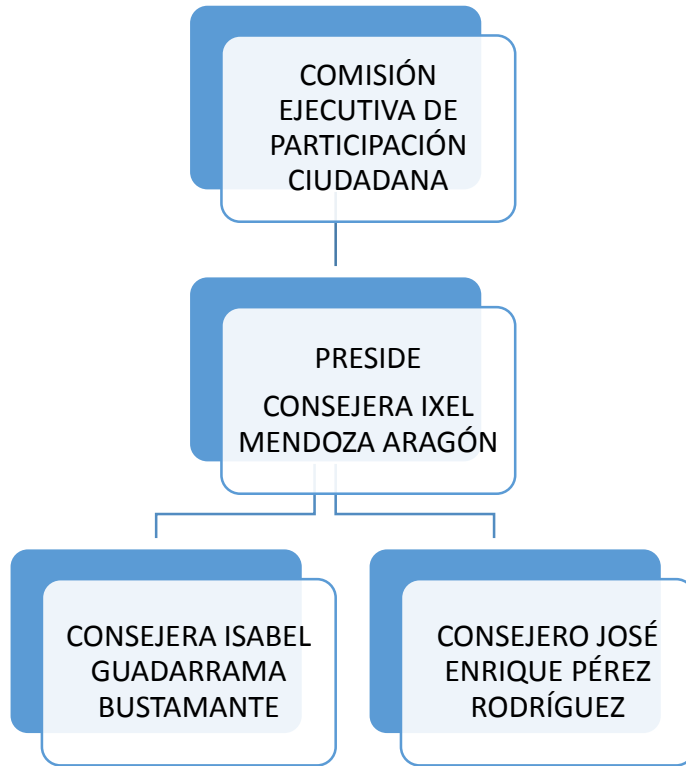 COMISIÓN
EJECUTIVA DE
PARTICIPACIÓN
CIUDADANA
PRESIDE
CONSEJERA IXEL
MENDOZA ARAGÓN
CONSEJERA ISABEL
GUADARRAMA
BUSTAMANTE
CONSEJERO JOSÉ
ENRIQUE PÉREZ
RODRÍGUEZ